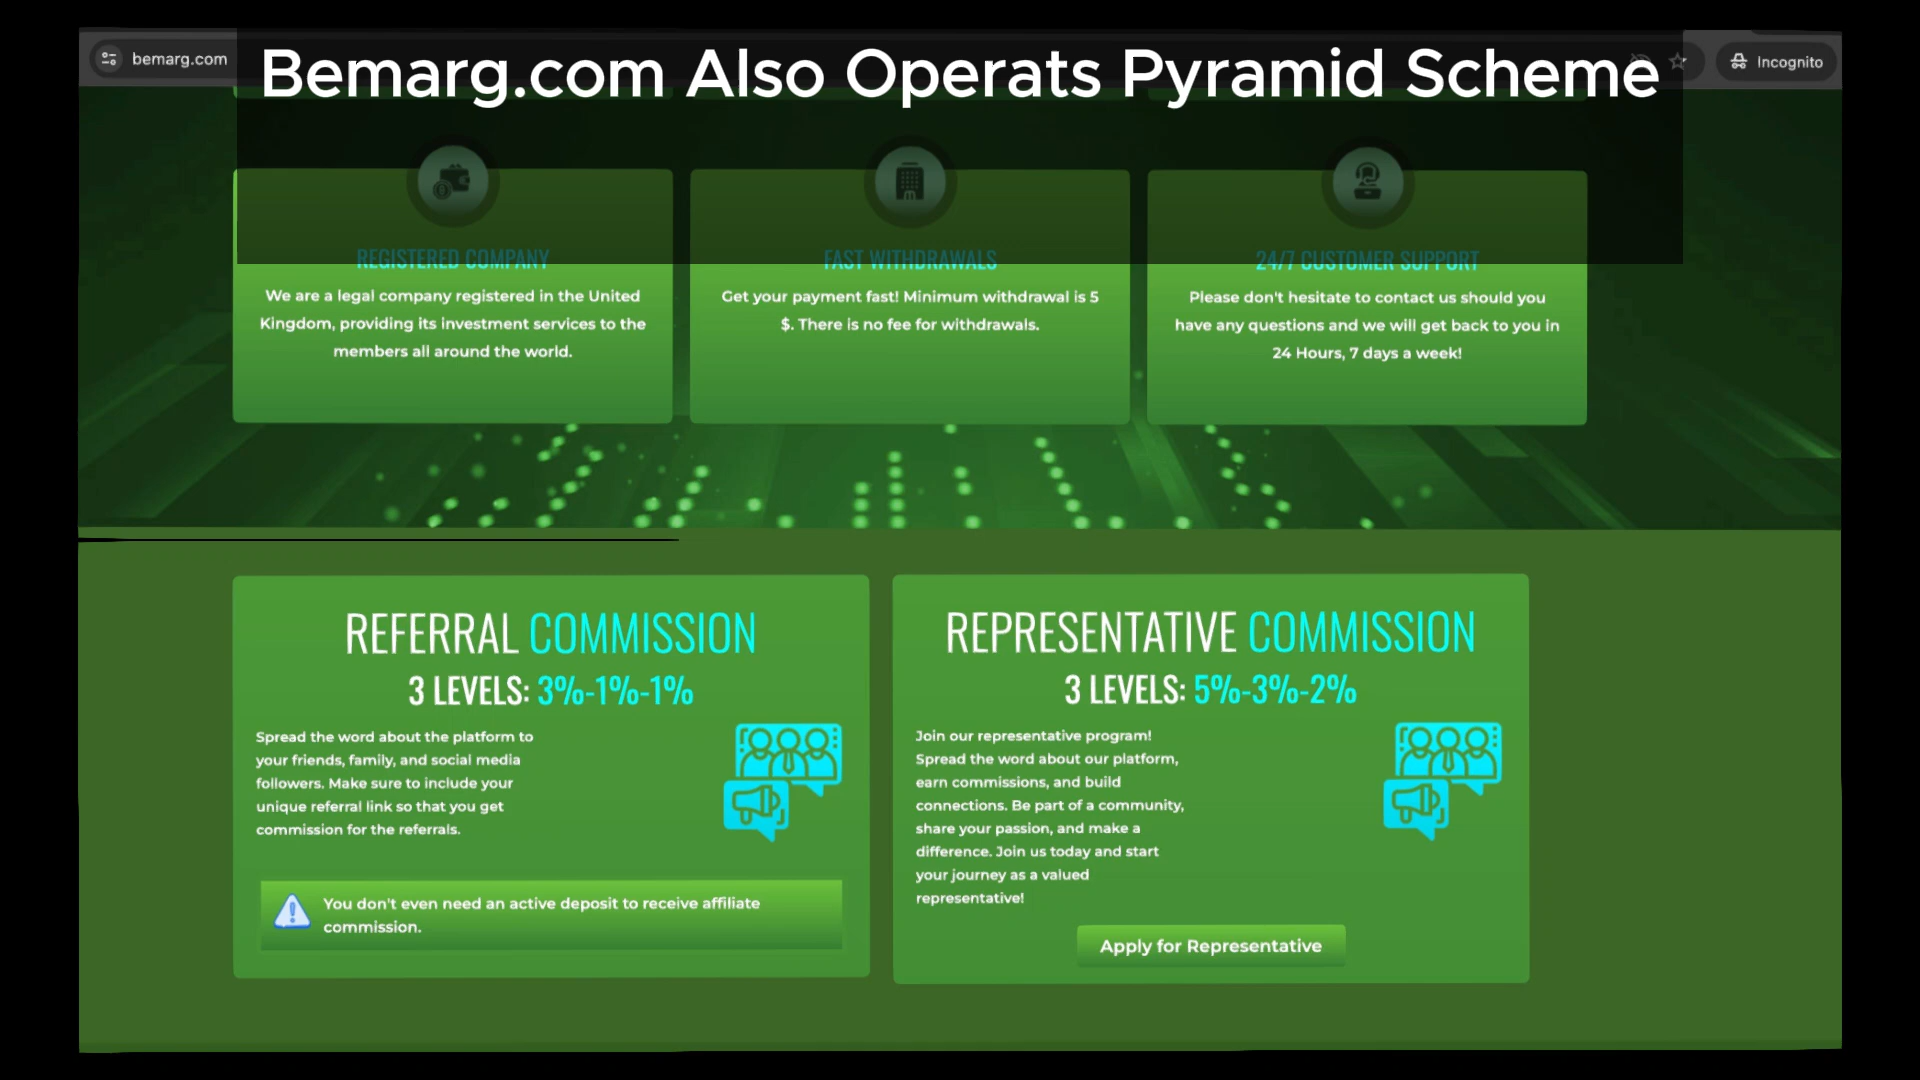 bemarg.com
Bemarg.com Also Operats Pyramid Scheme
Incognito
REGISTERED COMPANY
We are a legal company registered in the United
Kingdom, providing its investment services to the
members all around the world.
FAST WITHDRAWALS
Get your payment fast! Minimum withdrawal is 5
$. There is no fee for withdrawals.
24/7 CUSTOMER SUPPORT
Please don't hesitate to contact us should you
have any questions and we will get back to you in
24 Hours, 7 days a week!
REFERRAL COMMISSION
3 LEVELS: 3%-1%-1%
Spread the word about the platform to
your friends, family, and social media
followers. Make sure to include your
unique referral link so that you get
commission for the referrals.
You don't even need an active deposit to receive affiliate
commission.
REPRESENTATIVE COMMISSION
3 LEVELS: 5%-3%-2%
Join our representative program!
Spread the word about our platform,
earn commissions, and build
connections. Be part of a community,
share your passion, and make a
difference. Join us today and start
your journey as a valued
representative!
Apply for Representative